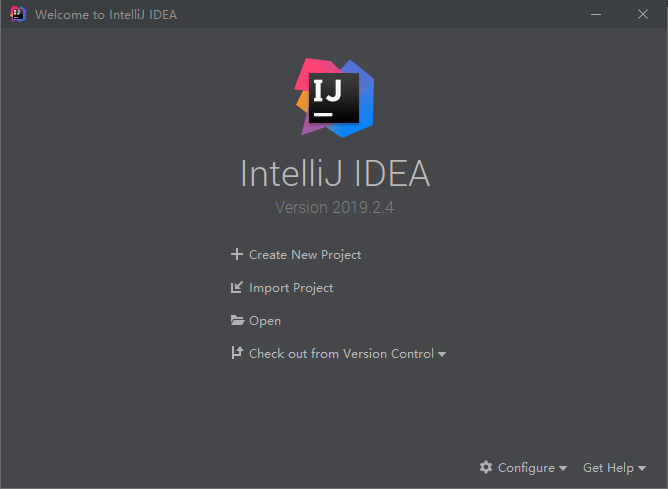 Welcome to IntelliJ IDEA
IJ
IntelliJ IDEA
Version 2019.2.4
Create New Project
Import Project
Open
Check out from Version Control
Configure
Get Help